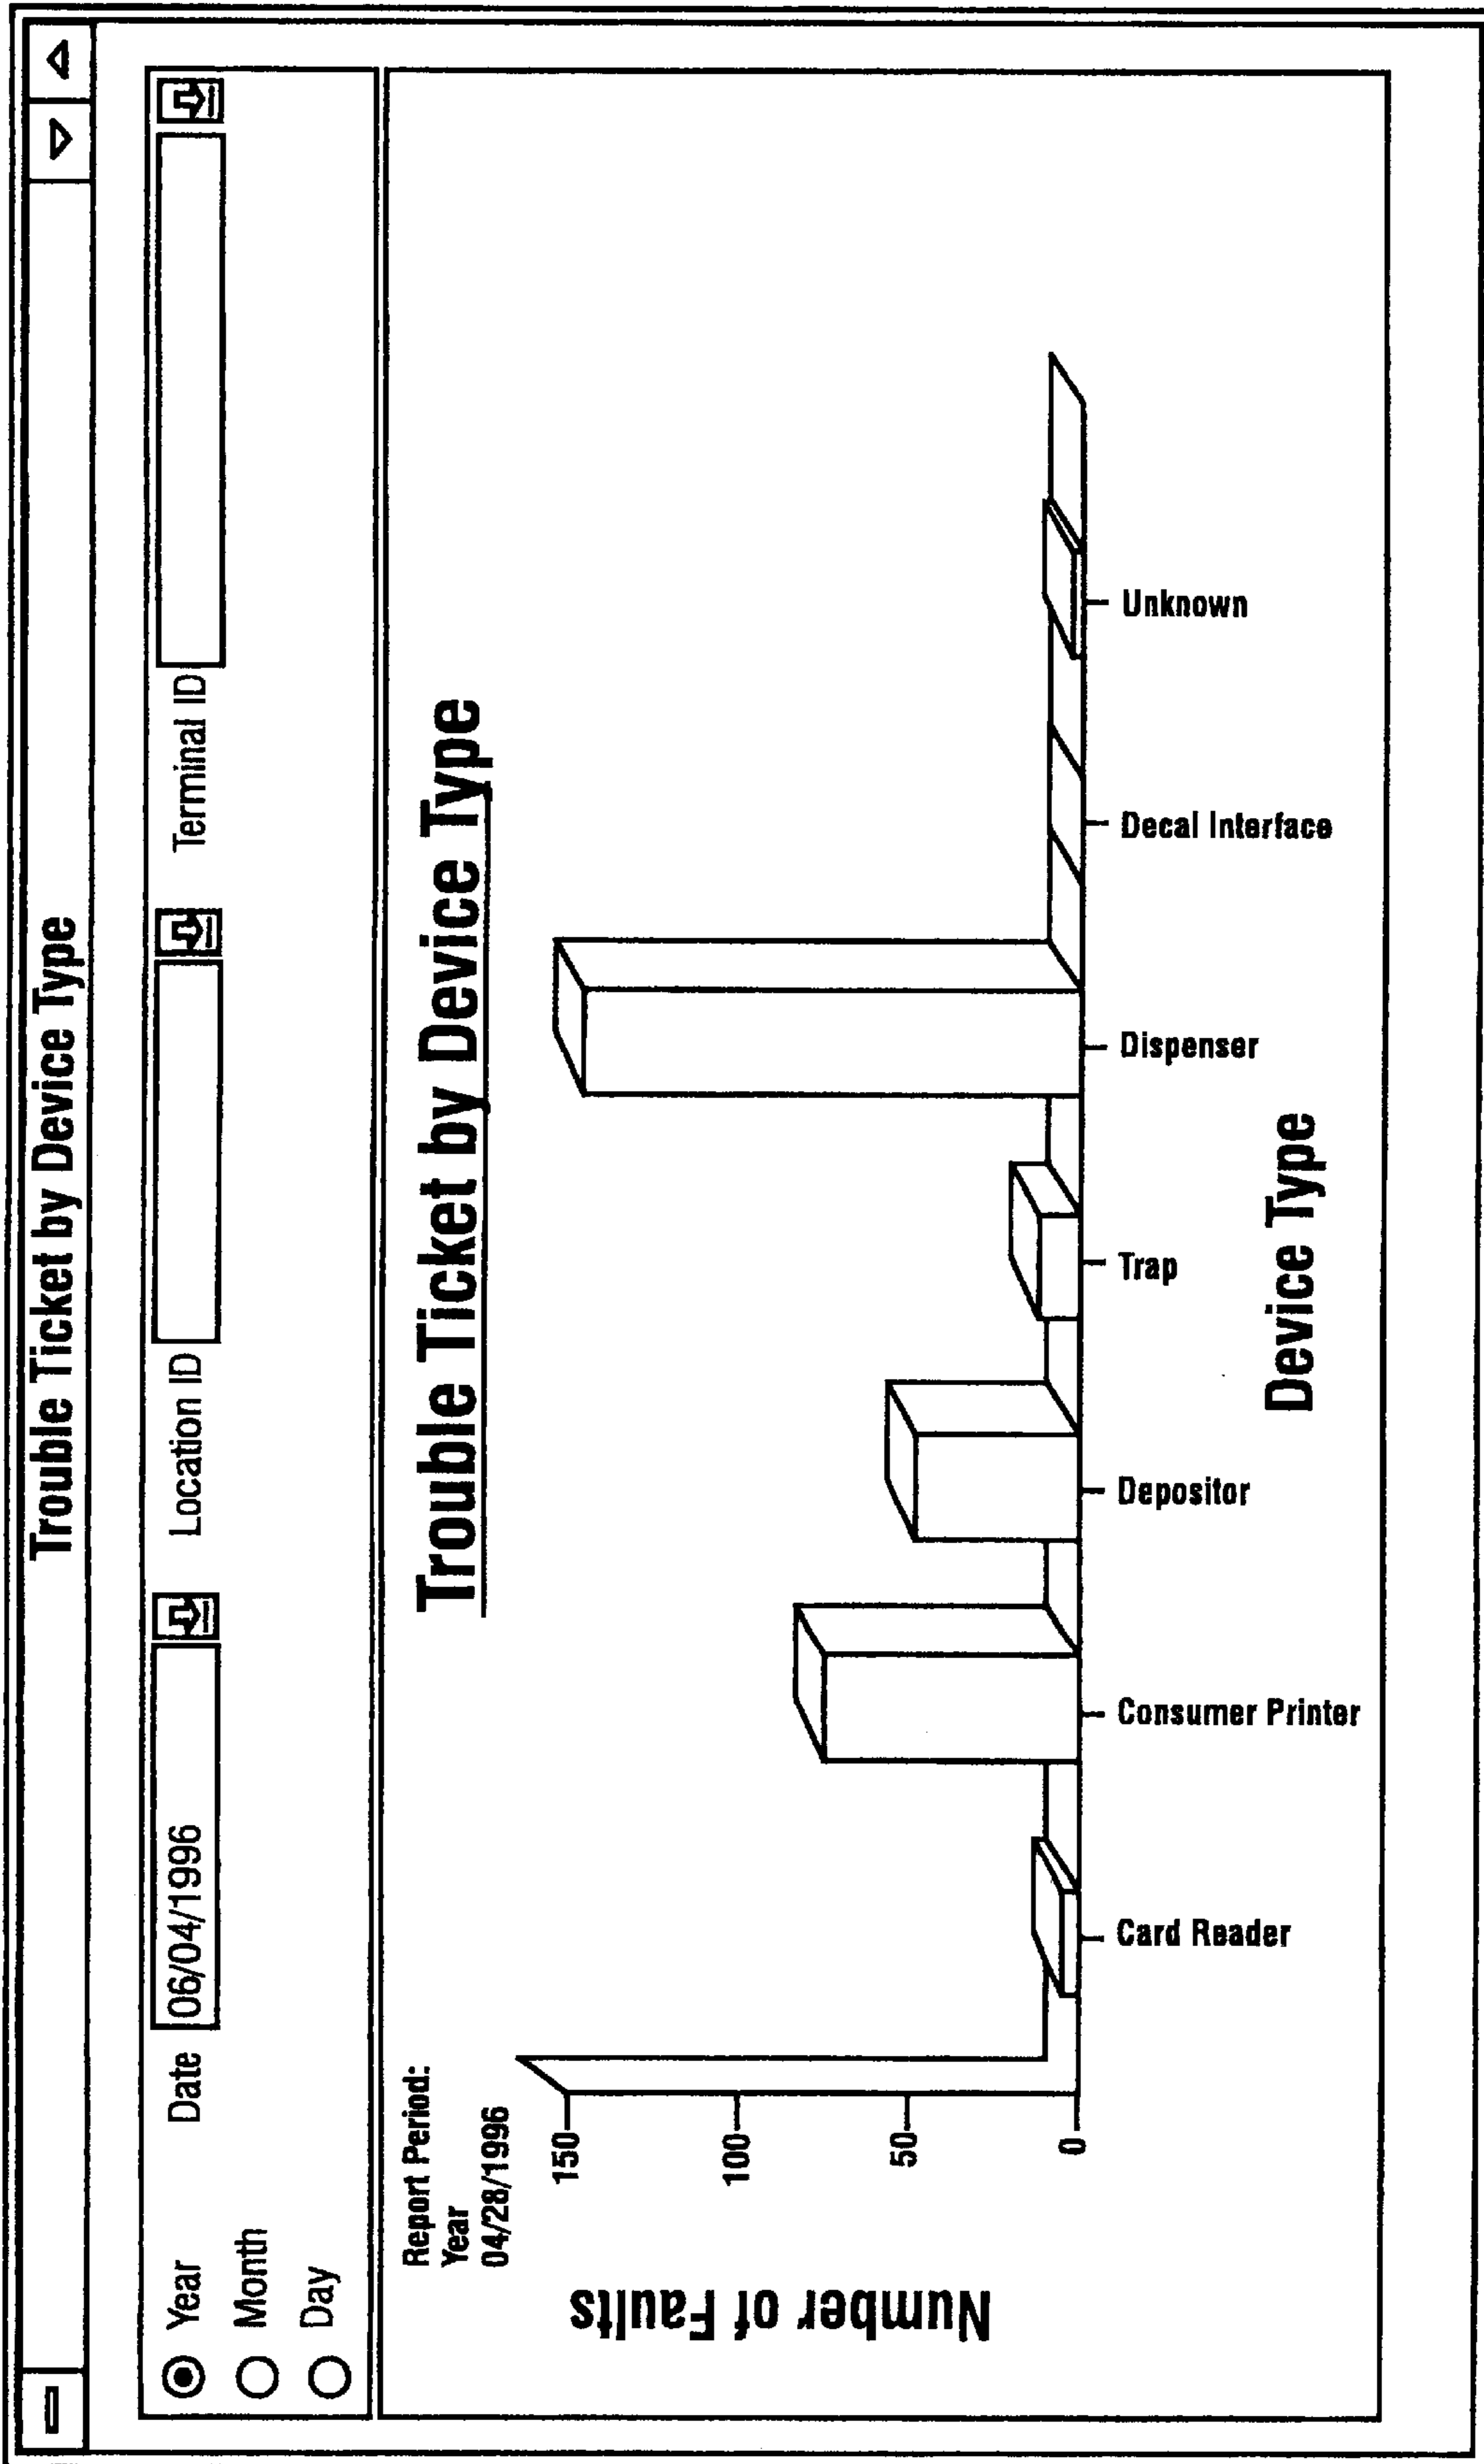 Trouble Ticket by Device Type
Year
Month
Day
Date 06/04/1996
Location ID
Terminal ID
Trouble Ticket by Device Type
Report Period:
Year
04/28/1996
Number of Faults
150
100
50
0
Card Reader
Consumer Printer
Depositor
Trap
Dispenser
Decal Interface
Unknown
Device Type